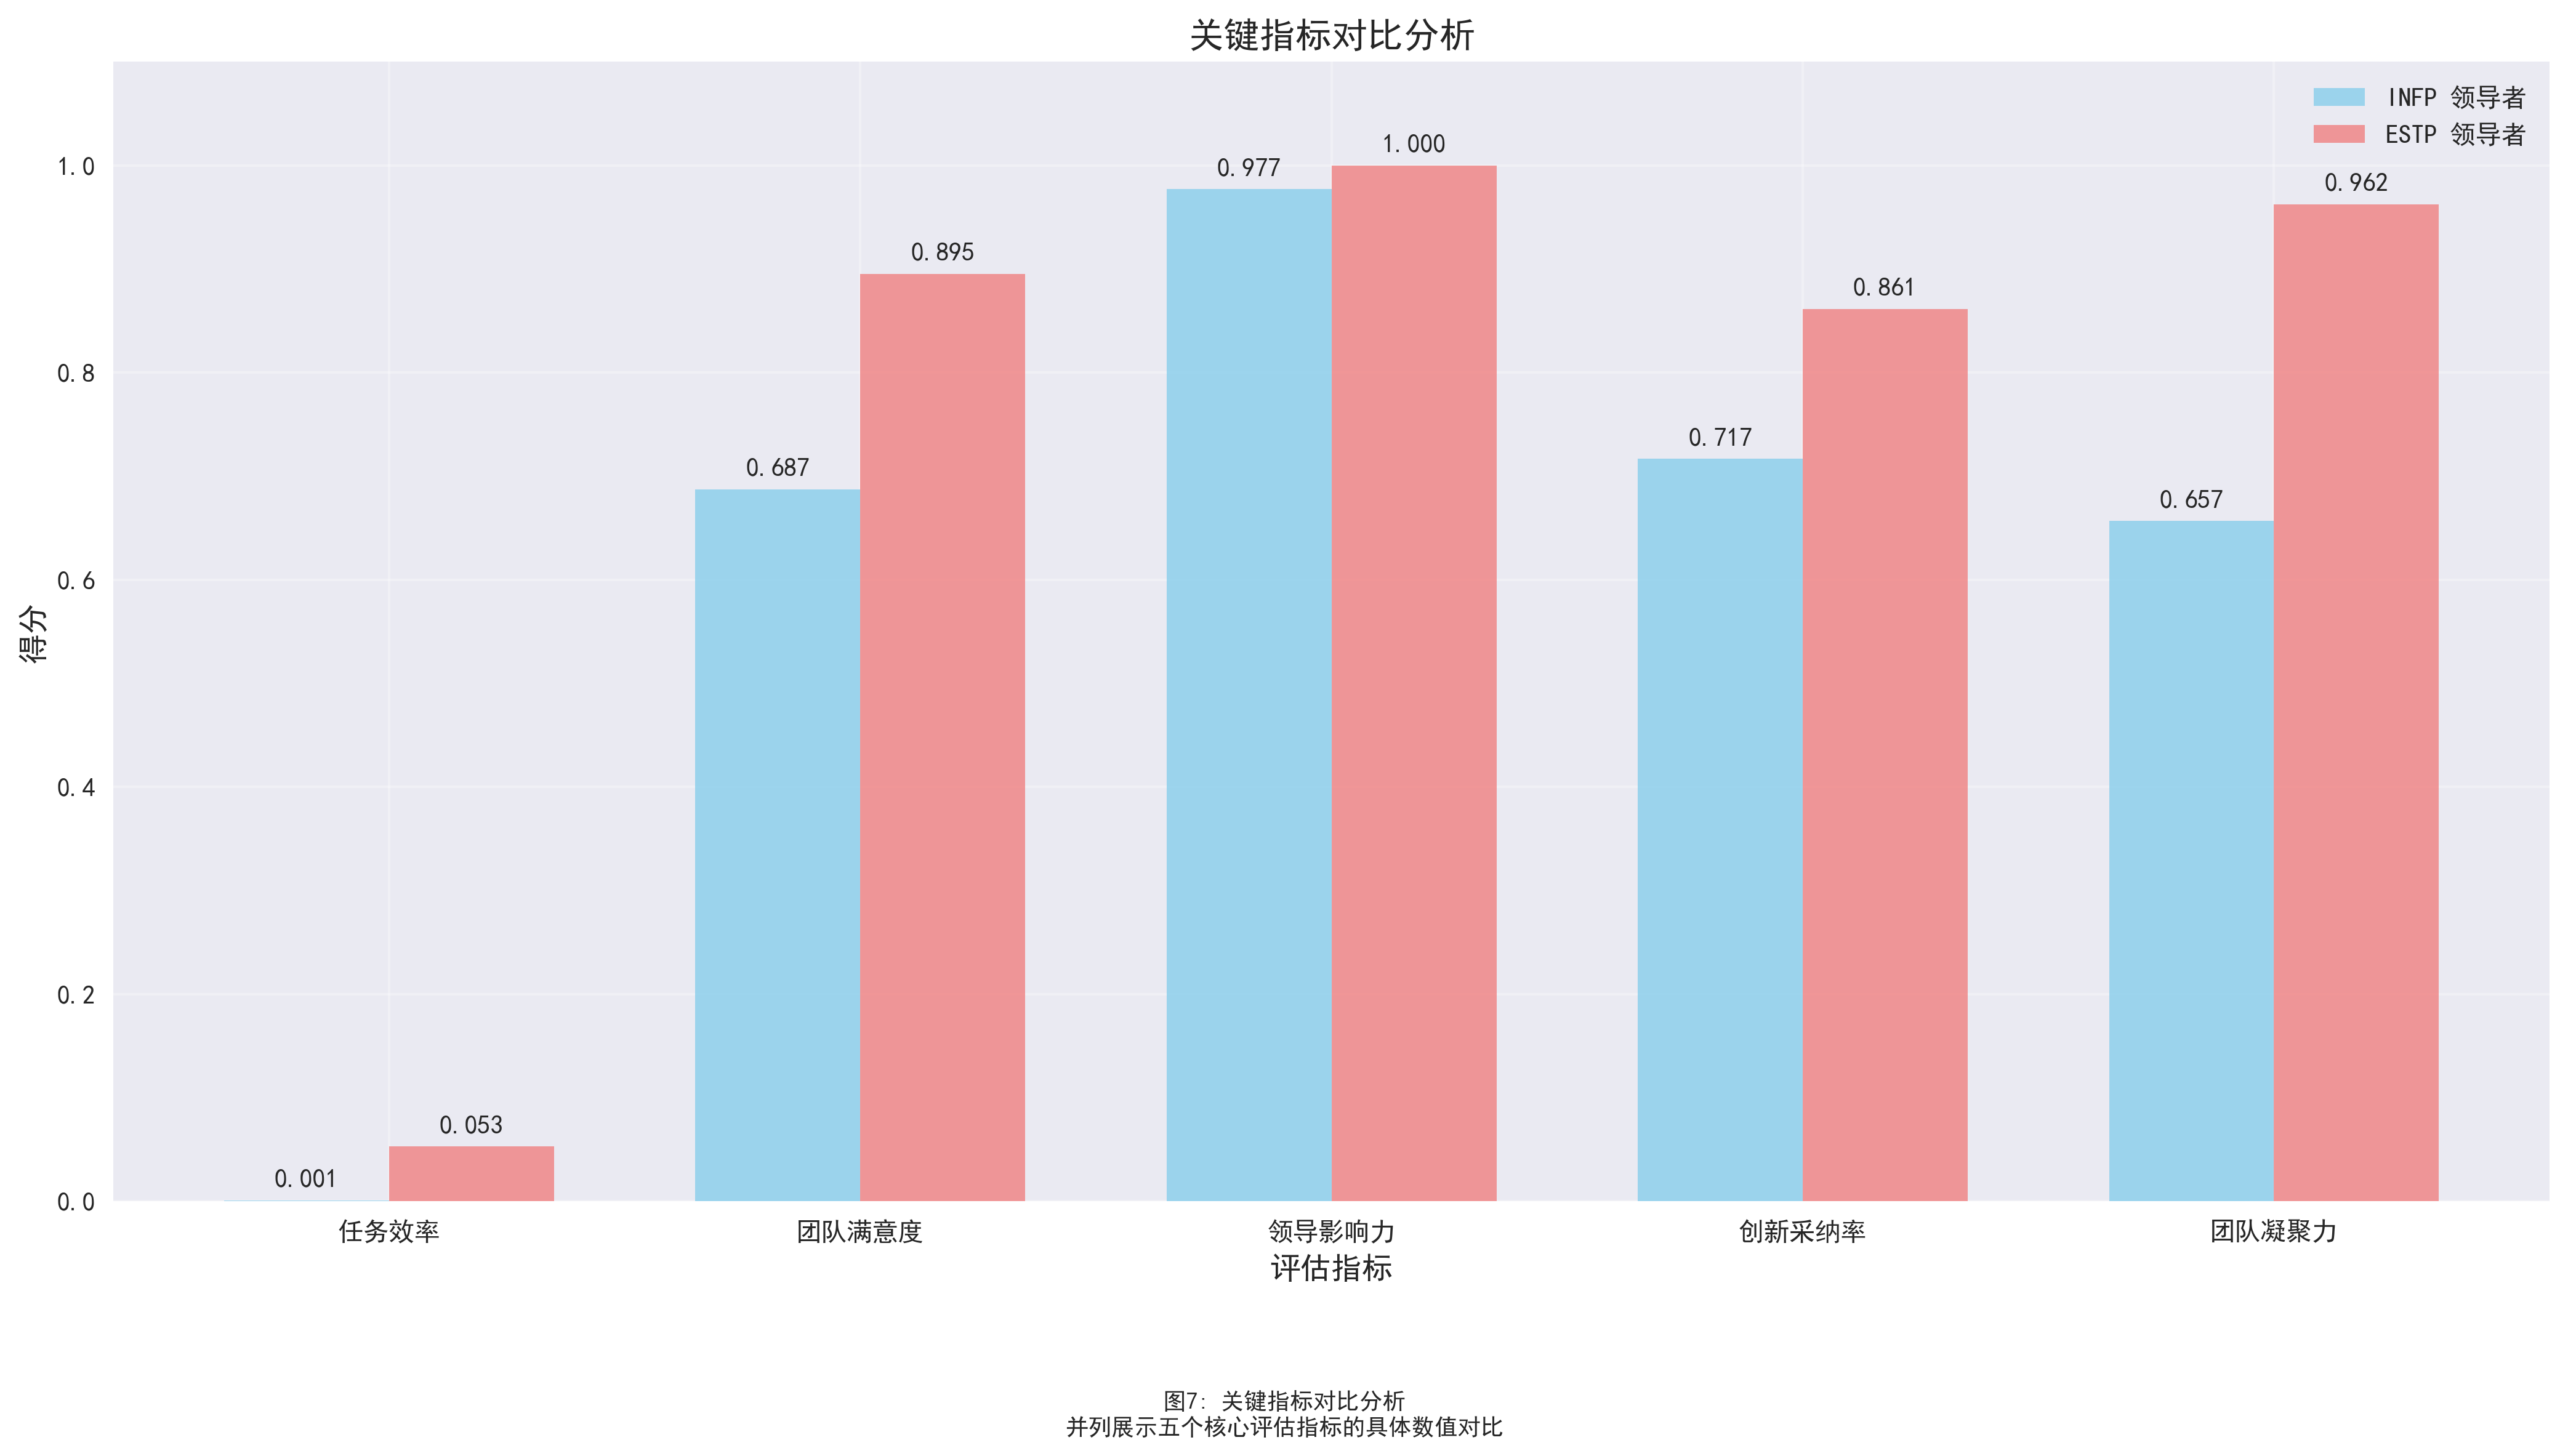 关键指标对比分析
INFP 领导者
ESTP 领导者
1.000
0.977
0.962
0.895
0.861
0.717
0.687
0.657
0.053
0.001
1.0
0.8
0.6
0.4
0.2
0.0
得分
任务效率 团队满意度 领导影响力 创新采纳率 团队凝聚力
评估指标
图7: 关键指标对比分析
并列展示五个核心评估指标的具体数值对比